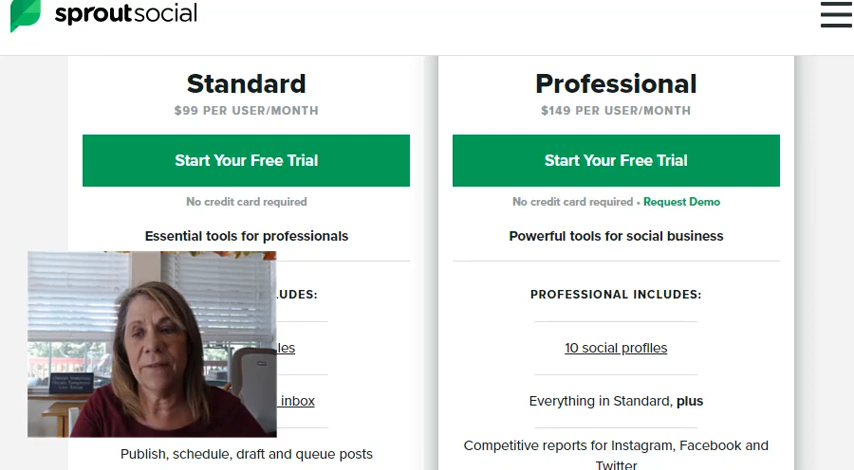 sproutsocial
Standard
$99 PER USER/MONTH
Start Your Free Trial
No credit card required
Essential tools for professionals
UDES:
les
inbox
Publish, schedule, draft and queue posts
Professional
$149 PER USER/MONTH
Start Your Free Trial
No credit card required • Request Demo
Powerful tools for social business
PROFESSIONAL INCLUDES:
10 social profiles
Everything in Standard, plus
Competitive reports for Instagram, Facebook and
Twitter